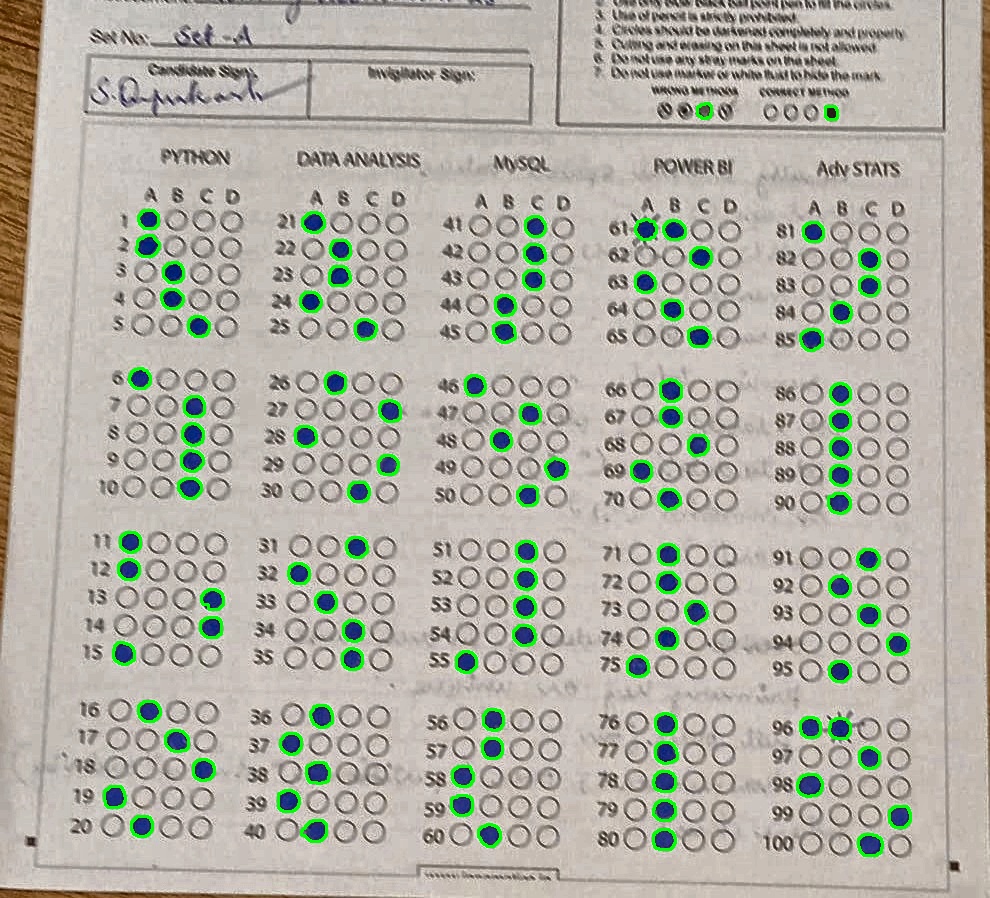 Set No: Set-A
Candidate Sign: Invigilator Sign:
3. Use of pencil is strictly prohibited.
4. Circles should be darkened completely and properly.
5. Cutting and erasing on this sheet is not allowed.
6. Do not use any stray marks on the sheet.
7. Do not use marker or white fluid to hide the mark.
WRONG METHODS CORRECT METHOD
PYTHON DATA ANALYSIS MySQL POWER BI Adv STATS
A B C D A B C D A B C D A B C D A B C D
1 21 41 61 81
2 22 42 62 82
3 23 43 63 83
4 24 44 64 84
5 25 45 65 85
6 26 46 66 86
7 27 47 67 87
8 28 48 68 88
9 29 49 69 89
10 30 50 70 90
11 31 51 71 91
12 32 52 72 92
13 33 53 73 93
14 34 54 74 94
15 35 55 75 95
16 36 56 76 96
17 37 57 77 97
18 38 58 78 98
19 39 59 79 99
20 40 60 80 100